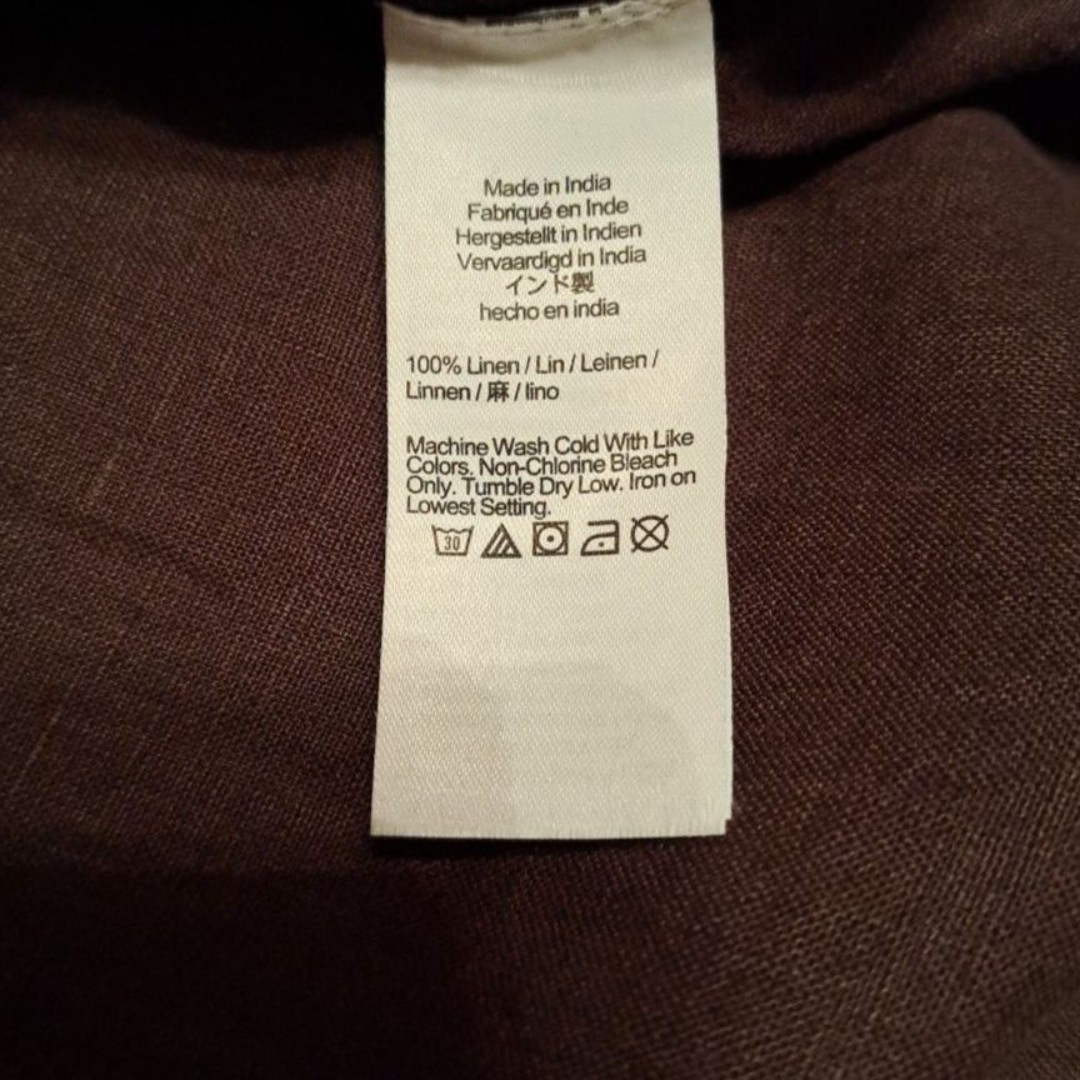 Made in India
Fabriqué en Inde
Hergestellt in Indien
Vervaardigd in India
インド製
hecho en india
100% Linen / Lin / Leinen /
Linnen / 麻 / lino
Machine Wash Cold With Like
Colors. Non-Chlorine Bleach
Only. Tumble Dry Low. Iron on
Lowest Setting.
30